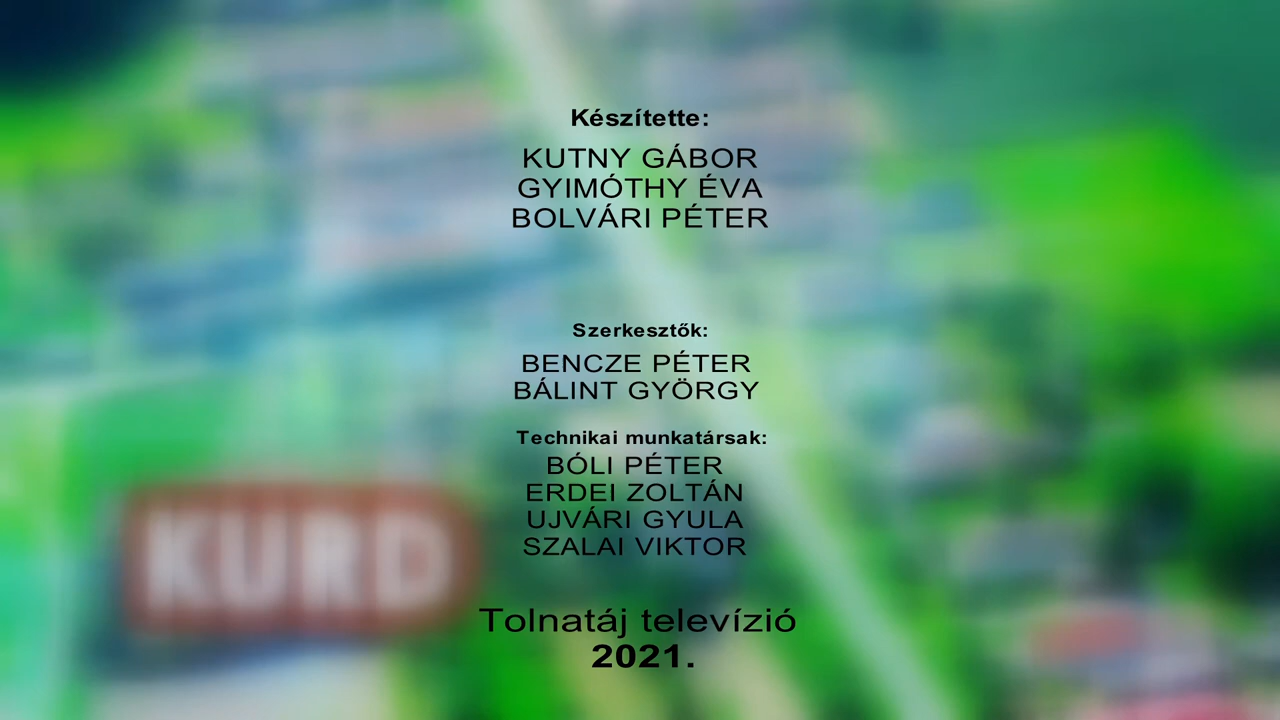 Készítette:
KUTNY GÁBOR
GYIMÓTHY ÉVA
BOLVÁRI PÉTER
Szerkesztők:
BENCZE PÉTER
BÁLINT GYÖRGY
Technikai munkatársak:
BÓLI PÉTER
ERDEI ZOLTÁN
UJVÁRI GYULA
SZALAI VIKTOR
KURD
Tolnatáj televízió
2021.